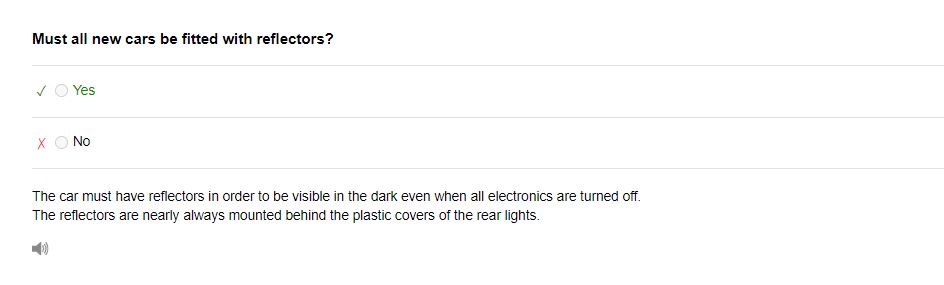 Must all new cars be fitted with reflectors?
✓ Yes
X No
The car must have reflectors in order to be visible in the dark even when all electronics are turned off.
The reflectors are nearly always mounted behind the plastic covers of the rear lights.